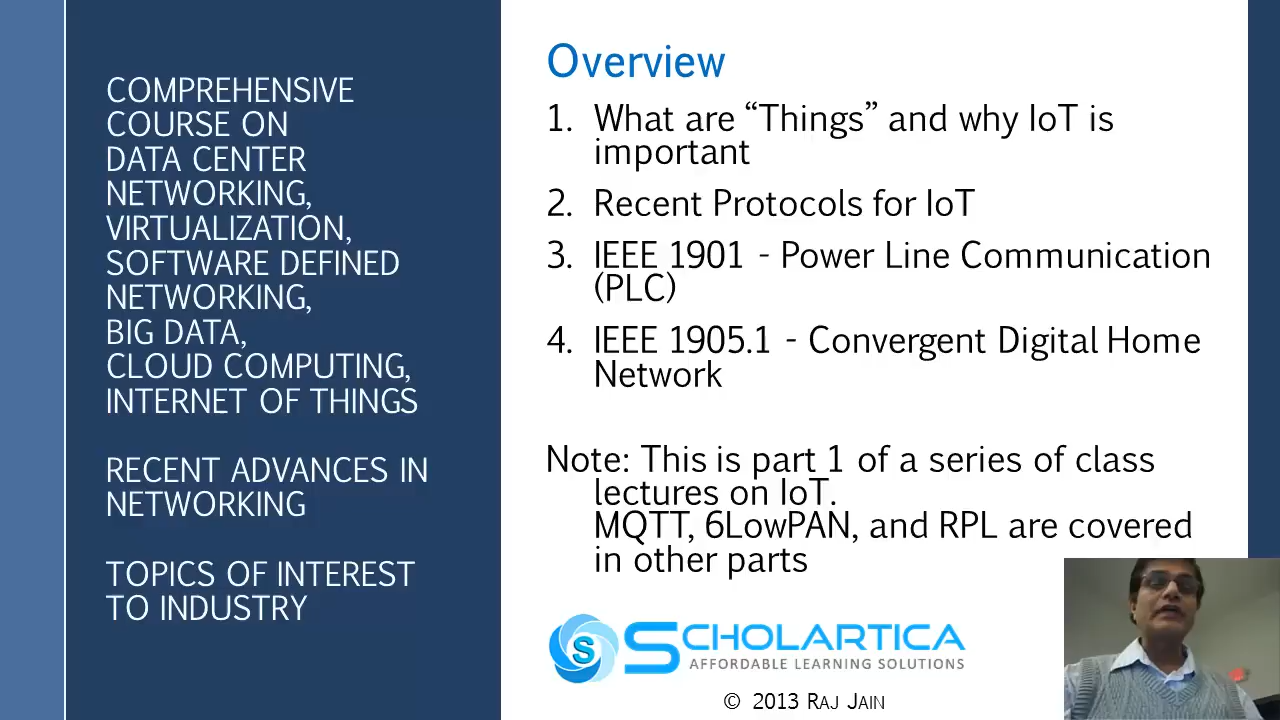 COMPREHENSIVE
COURSE ON
DATA CENTER
NETWORKING,
VIRTUALIZATION,
SOFTWARE DEFINED
NETWORKING,
BIG DATA,
CLOUD COMPUTING,
INTERNET OF THINGS
RECENT ADVANCES IN
NETWORKING
TOPICS OF INTEREST
TO INDUSTRY
Overview
1. What are “Things” and why IoT is
important
2. Recent Protocols for IoT
3. IEEE 1901 - Power Line Communication
(PLC)
4. IEEE 1905.1 - Convergent Digital Home
Network
Note: This is part 1 of a series of class
lectures on IoT.
MQTT, 6LowPAN, and RPL are covered
in other parts
S SCHOLARTICA
AFFORDABLE LEARNING SOLUTIONS
© 2013 RAJ JAIN